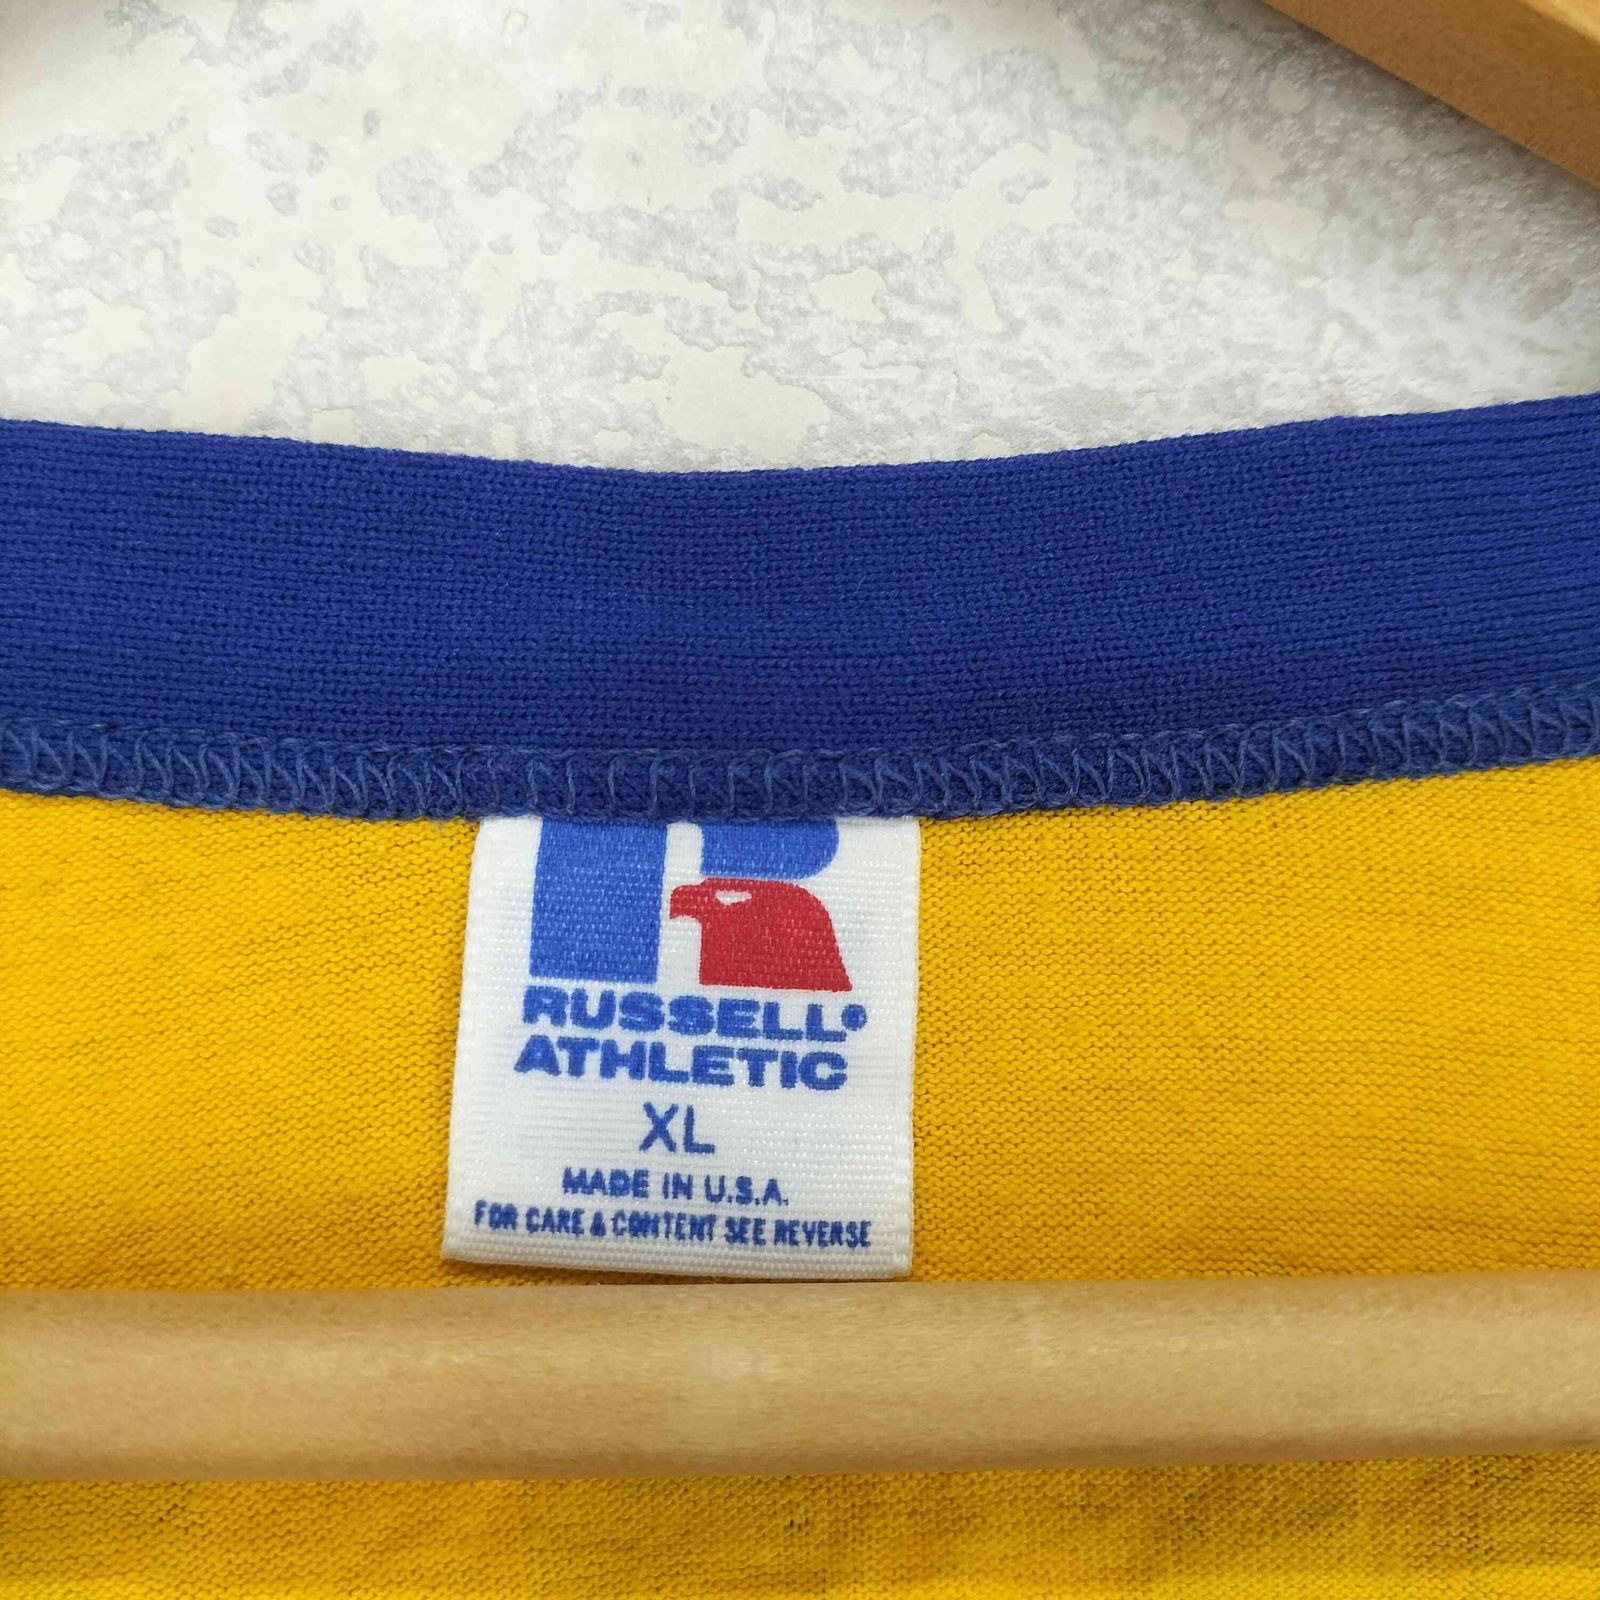 RUSSELL®
ATHLETIC
XL
MADE IN U.S.A.
FOR CARE & CONTENT SEE REVERSE